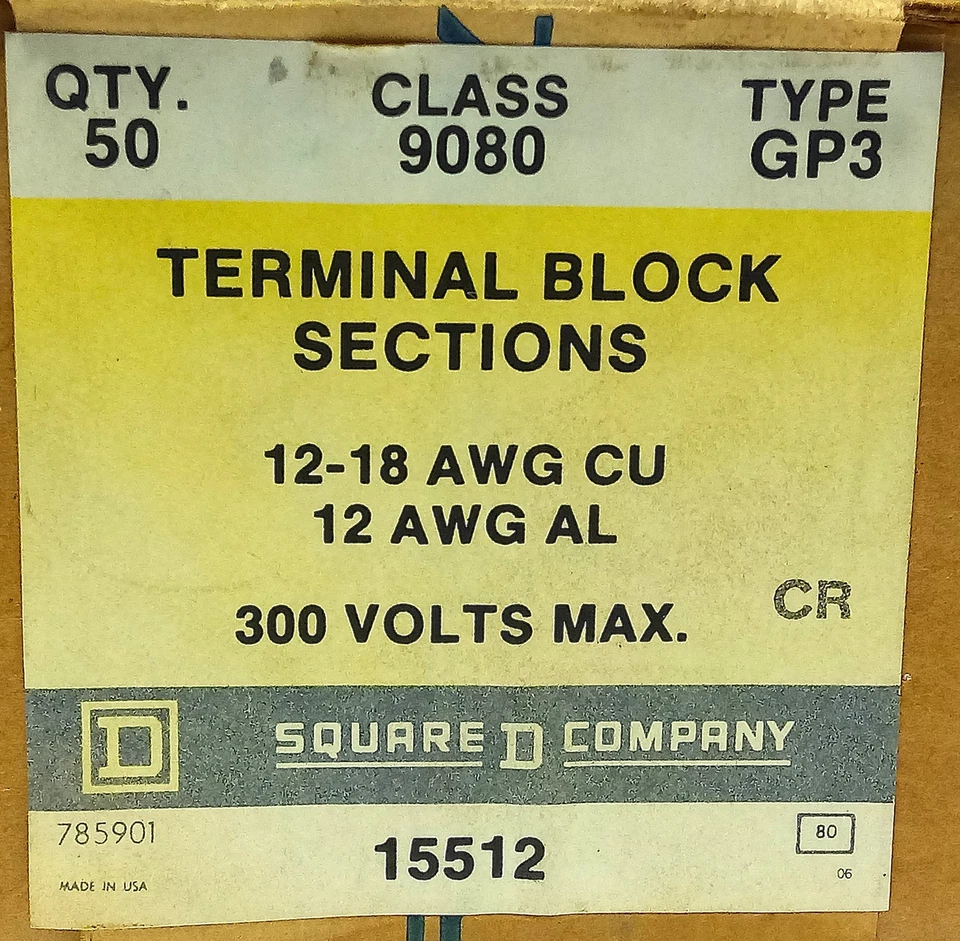 QTY. CLASS TYPE
50 9080 GP3
TERMINAL BLOCK
SECTIONS
12-18 AWG CU
12 AWG AL
CR
300 VOLTS MAX.
D SQUARE D COMPANY
785901 15512 80
MADE IN USA 06